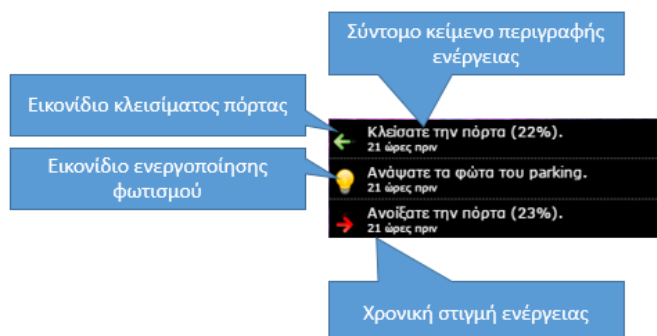 Σύντομο κείμενο περιγραφής
ενέργειας
Εικονίδιο κλεισίματος πόρτας
Εικονίδιο ενεργοποίησης
φωτισμού
Κλείσατε την πόρτα (22%).
21 ώρες πριν
Ανάψατε τα φώτα του parking.
21 ώρες πριν
Ανοίξατε την πόρτα (23%).
21 ώρες πριν
Χρονική στιγμή ενέργειας